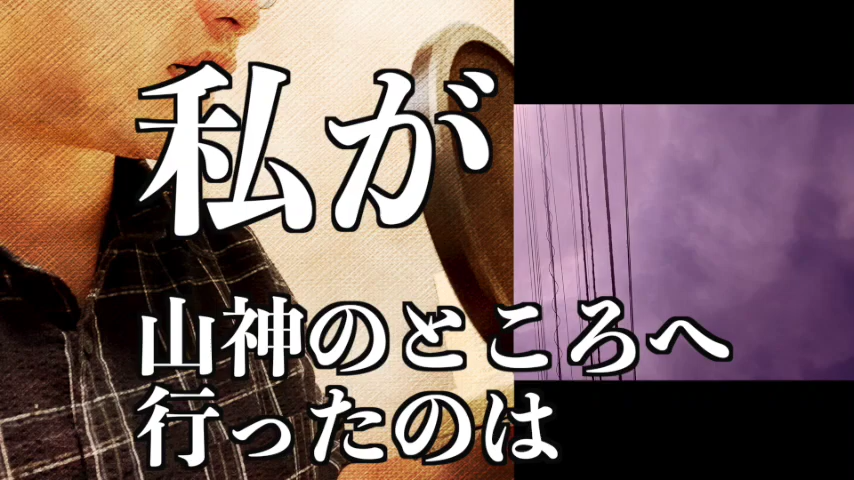 私が
山神のところへ
行ったのは